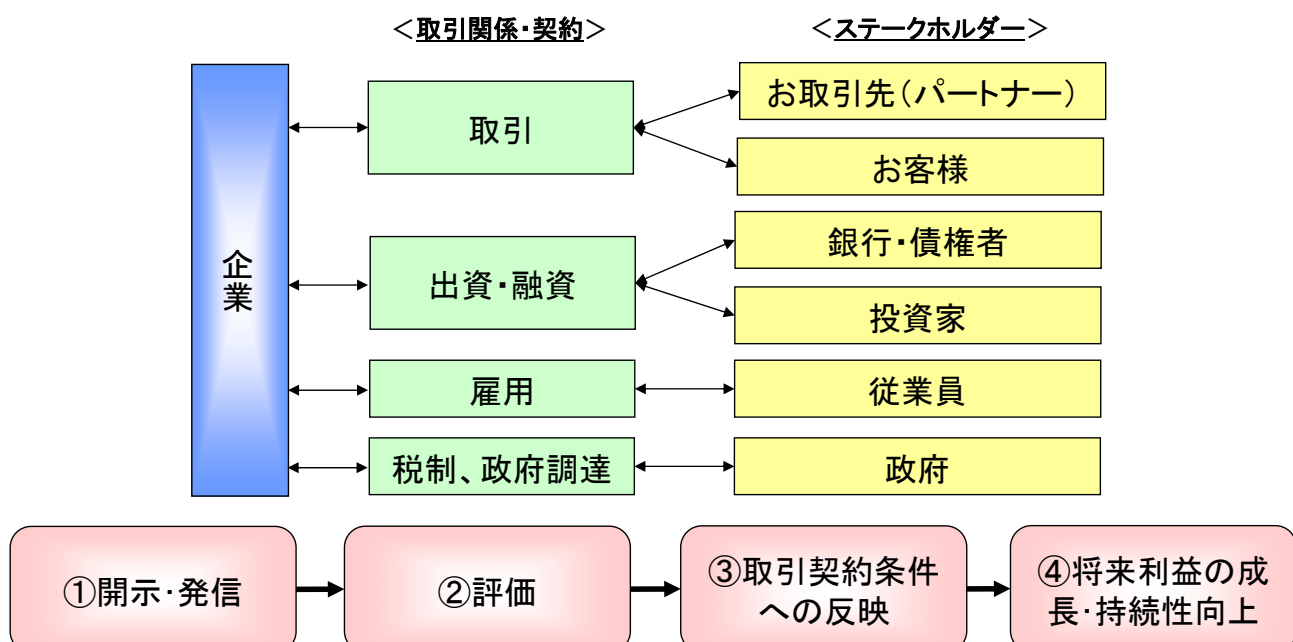 <取引関係・契約>
<ステークホルダー>
企業
取引
お取引先(パートナー)
お客様
出資・融資
銀行・債権者
投資家
雇用
従業員
税制、政府調達
政府
①開示・発信
②評価
③取引契約条件
への反映
④将来利益の成
長・持続性向上